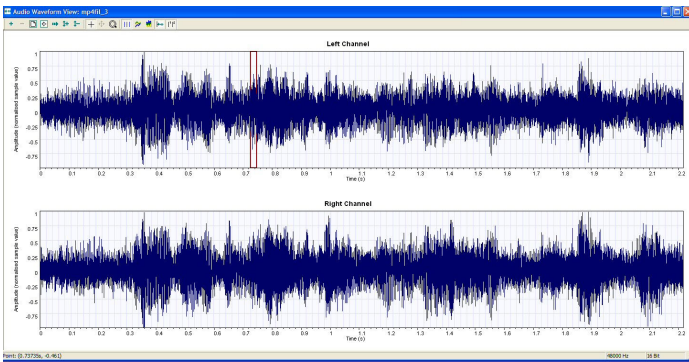 Audio Waveform View: mp4fil_3
Left Channel
Amplitude (normalised sample value)
1
0.75
0.5
0.25
0
-0.25
-0.5
-0.75
0 0.1 0.2 0.3 0.4 0.5 0.6 0.7 0.8 0.9 1 1.1 1.2 1.3 1.4 1.5 1.6 1.7 1.8 1.9 2 2.1 2.2
Time (s)
Right Channel
Amplitude (normalised sample value)
1
0.75
0.5
0.25
0
-0.25
-0.5
-0.75
0 0.1 0.2 0.3 0.4 0.5 0.6 0.7 0.8 0.9 1 1.1 1.2 1.3 1.4 1.5 1.6 1.7 1.8 1.9 2 2.1 2.2
Time (s)
Point: (0.73735s, -0.461) 48000 Hz 16 Bit